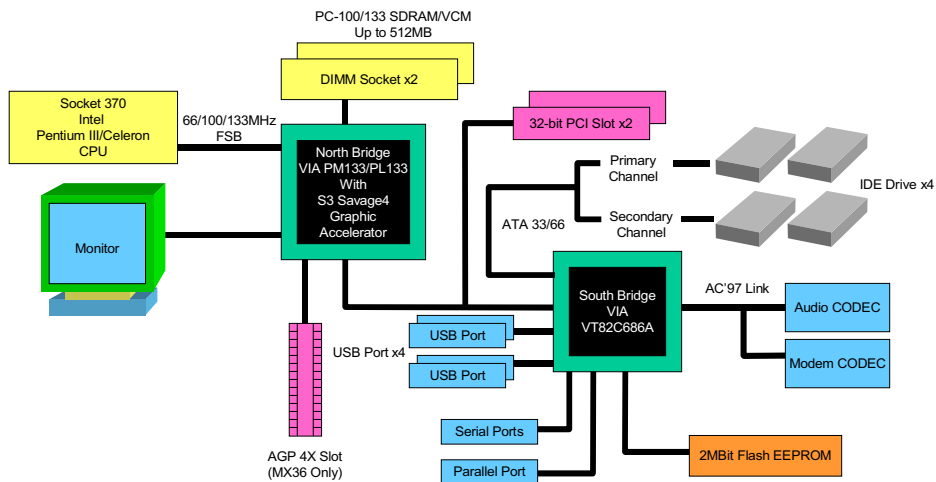 PC-100/133 SDRAM/VCM
Up to 512MB
DIMM Socket x2
Socket 370
Intel
Pentium III/Celeron
CPU
66/100/133MHz
FSB
32-bit PCI Slot x2
North Bridge
VIA PM133/PL133
With
S3 Savage4
Graphic
Accelerator
Primary
Channel
IDE Drive x4
Secondary
Channel
ATA 33/66
Monitor
South Bridge
VIA
VT82C686A
AC'97 Link
Audio CODEC
Modem CODEC
USB Port
USB Port x4
USB Port
Serial Ports
Parallel Port
2MBit Flash EEPROM
AGP 4X Slot
(MX36 Only)